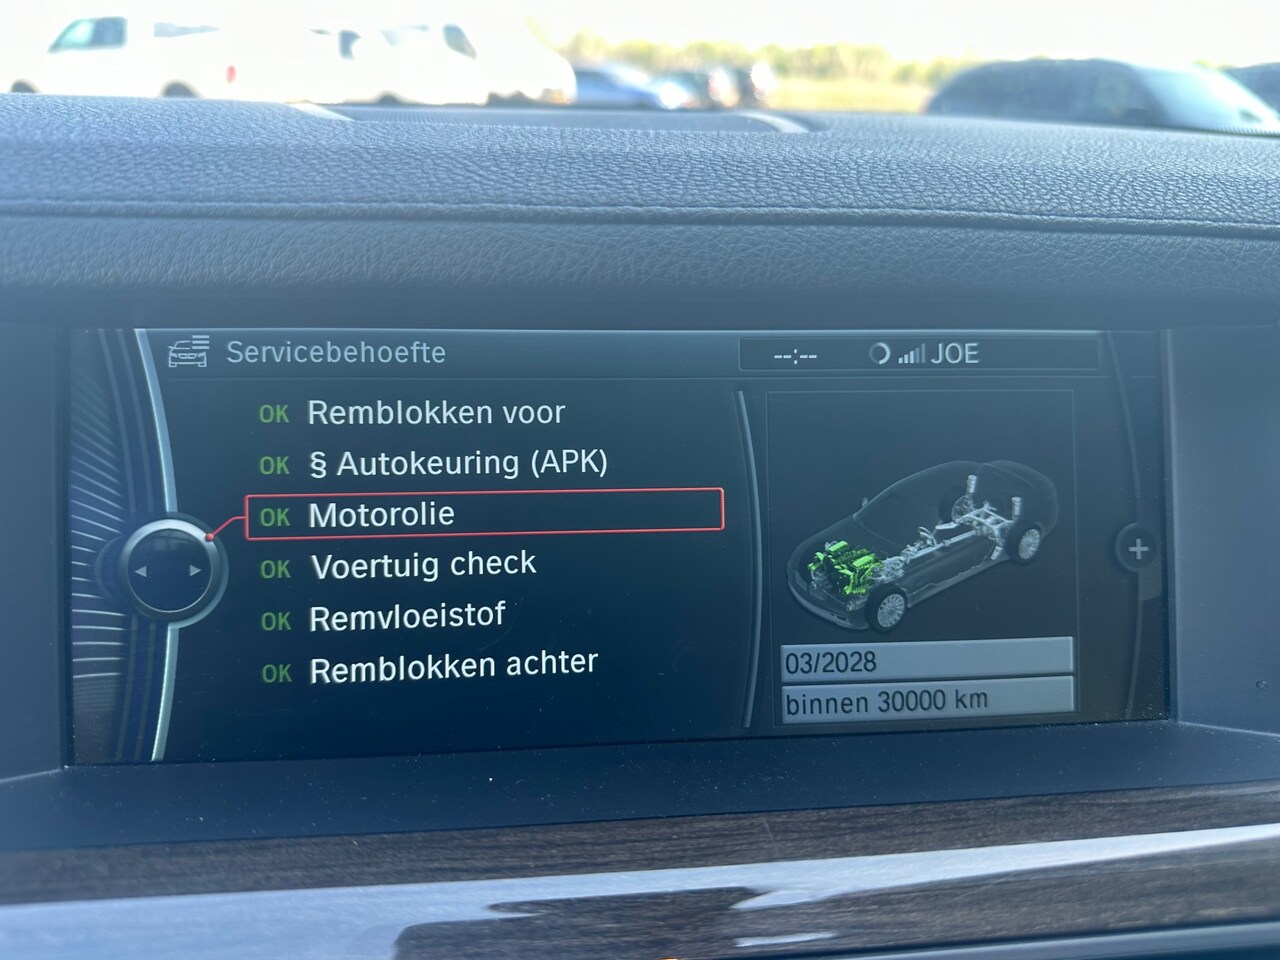 Servicebehoefte
--:-- JOE
OK Remblokken voor
OK § Autokeuring (APK)
OK Motorolie
OK Voertuig check
OK Remvloeistof
OK Remblokken achter
03/2028
binnen 30000 km